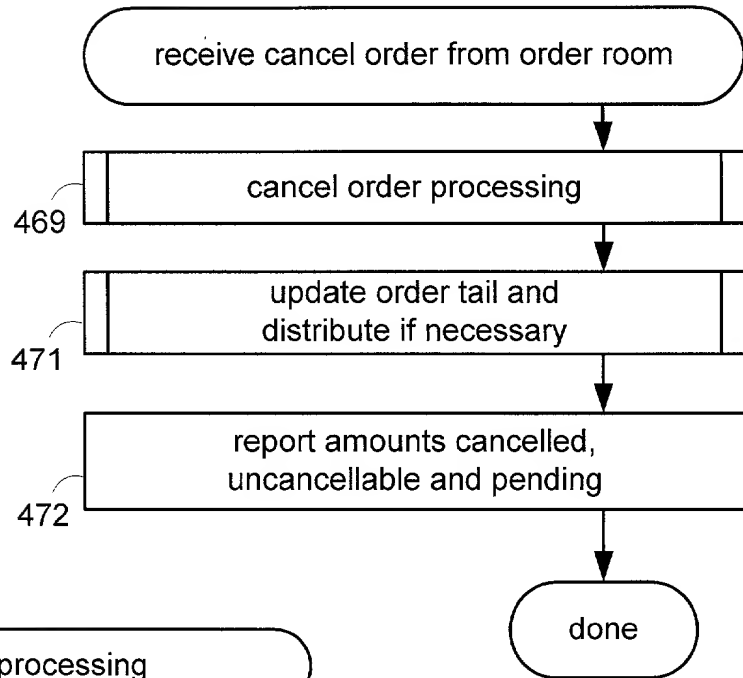 receive cancel order from order room
cancel order processing
469
update order tail and
distribute if necessary
471
report amounts cancelled,
uncancellable and pending
472
done
processing